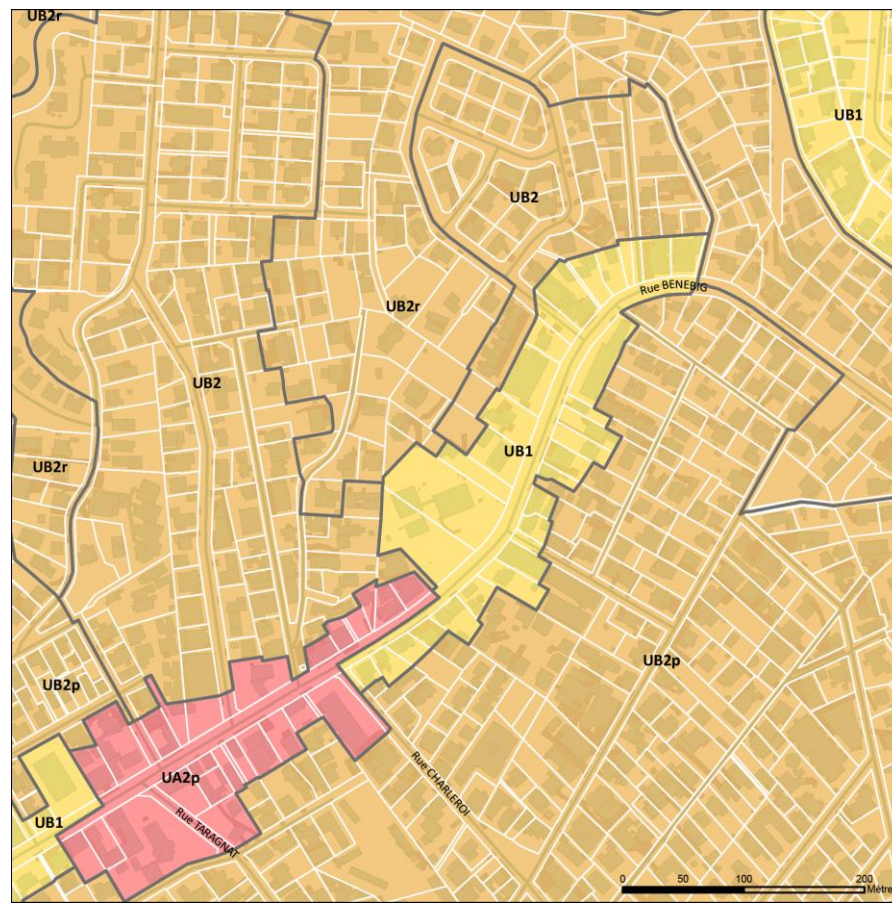 UB2r
UB1
UB2
Rue BENEBIG
UB2r
UB2
UB1
UB2r
UB2p
UB2p
Rue CHARLEROI
UA2p
UB1
Rue TARAGNAT
0 50 100 200
Mètre